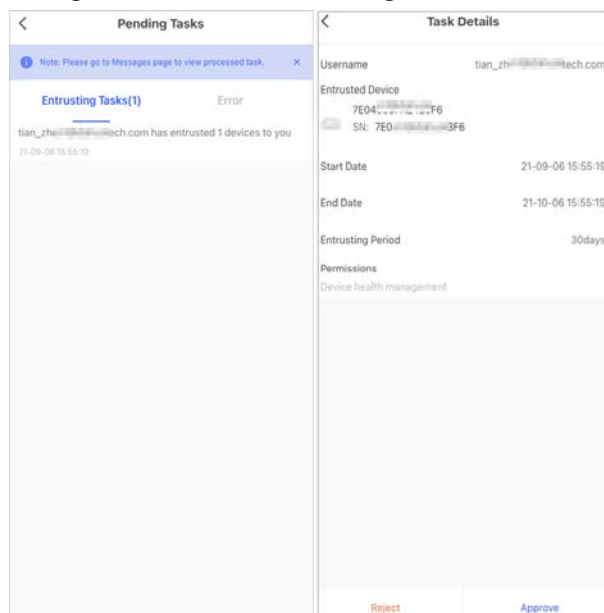 Pending Tasks
Note: Please go to Messages page to view processed task.
Entrusting Tasks(1) Error
has entrusted 1 devices to you
21-09-06 15:55:19
Task Details
Username
Entrusted Device
SN:
Start Date 21-09-06 15:55:19
End Date 21-10-06 15:55:19
Entrusting Period 30days
Permissions
Device health management
Reject Approve